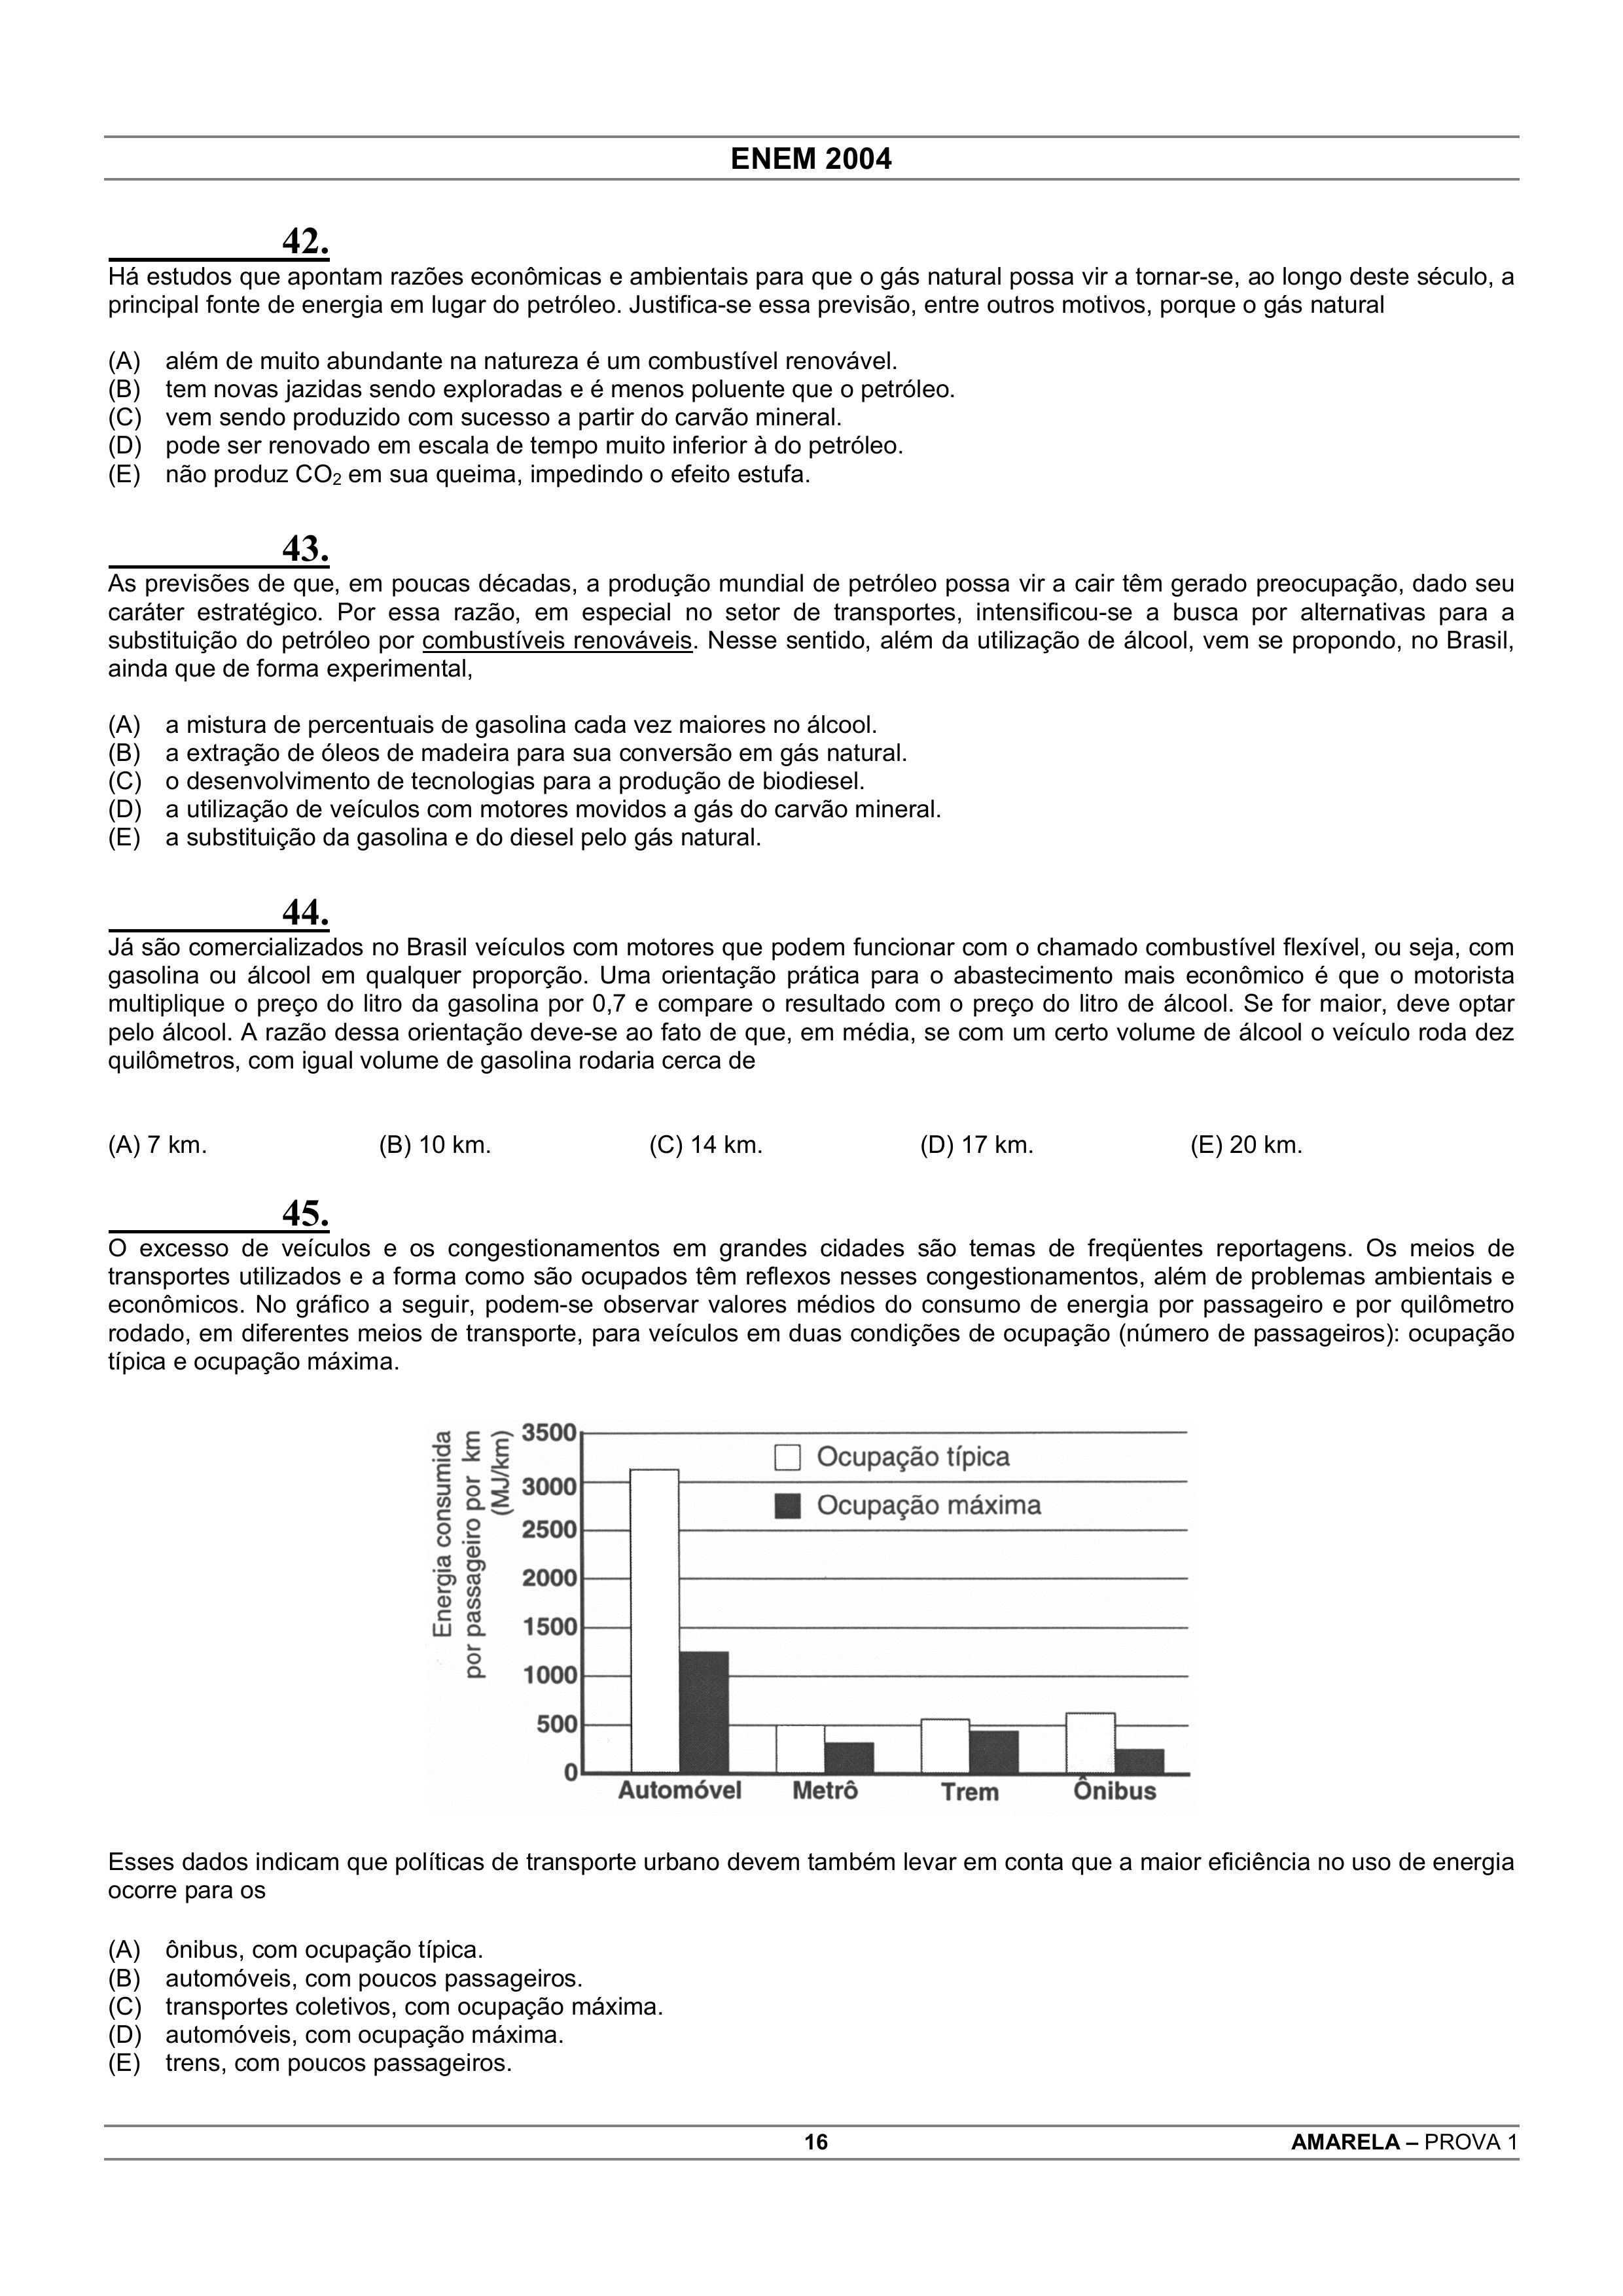 ENEM 2004
42.
Há estudos que apontam razões econômicas e ambientais para que o gás natural possa vir a tornar-se, ao longo deste século, a
principal fonte de energia em lugar do petróleo. Justifica-se essa previsão, entre outros motivos, porque o gás natural
(A) além de muito abundante na natureza é um combustível renovável.
(B) tem novas jazidas sendo exploradas e é menos poluente que o petróleo.
(C) vem sendo produzido com sucesso a partir do carvão mineral.
(D) pode ser renovado em escala de tempo muito inferior à do petróleo.
(E) não produz CO2 em sua queima, impedindo o efeito estufa.
43.
As previsões de que, em poucas décadas, a produção mundial de petróleo possa vir a cair têm gerado preocupação, dado seu
caráter estratégico. Por essa razão, em especial no setor de transportes, intensificou-se a busca por alternativas para a
substituição do petróleo por combustíveis renováveis. Nesse sentido, além da utilização de álcool, vem se propondo, no Brasil,
ainda que de forma experimental,
(A) a mistura de percentuais de gasolina cada vez maiores no álcool.
(B) a extração de óleos de madeira para sua conversão em gás natural.
(C) o desenvolvimento de tecnologias para a produção de biodiesel.
(D) a utilização de veículos com motores movidos a gás do carvão mineral.
(E) a substituição da gasolina e do diesel pelo gás natural.
44.
Já são comercializados no Brasil veículos com motores que podem funcionar com o chamado combustível flexível, ou seja, com
gasolina ou álcool em qualquer proporção. Uma orientação prática para o abastecimento mais econômico é que o motorista
multiplique o preço do litro da gasolina por 0,7 e compare o resultado com o preço do litro de álcool. Se for maior, deve optar
pelo álcool. A razão dessa orientação deve-se ao fato de que, em média, se com um certo volume de álcool o veículo roda dez
quilômetros, com igual volume de gasolina rodaria cerca de
(A) 7 km. (B) 10 km. (C) 14 km. (D) 17 km. (E) 20 km.
45.
O excesso de veículos e os congestionamentos em grandes cidades são temas de freqüentes reportagens. Os meios de
transportes utilizados e a forma como são ocupados têm reflexos nesses congestionamentos, além de problemas ambientais e
econômicos. No gráfico a seguir, podem-se observar valores médios do consumo de energia por passageiro e por quilômetro
rodado, em diferentes meios de transporte, para veículos em duas condições de ocupação (número de passageiros): ocupação
típica e ocupação máxima.
Energia consumida
por passageiro por km
(MJ/km)
3500
3000
2500
2000
1500
1000
500
0
Ocupação típica
Ocupação máxima
Automóvel Metrô Trem Ônibus
Esses dados indicam que políticas de transporte urbano devem também levar em conta que a maior eficiência no uso de energia
ocorre para os
(A) ônibus, com ocupação típica.
(B) automóveis, com poucos passageiros.
(C) transportes coletivos, com ocupação máxima.
(D) automóveis, com ocupação máxima.
(E) trens, com poucos passageiros.
16 AMARELA – PROVA 1